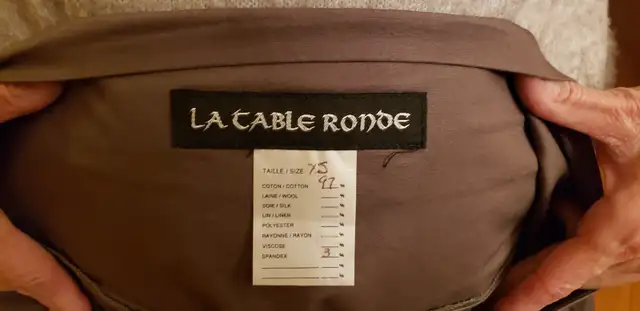 LA TABLE RONDE
TAILLE / SIZE XS
COTON / COTTON 97 %
LAINE / WOOL %
SOIE / SILK %
LIN / LINEN %
POLYESTER %
RAYONNE / RAYON %
VISCOSE %
SPANDEX 3 %
%
%